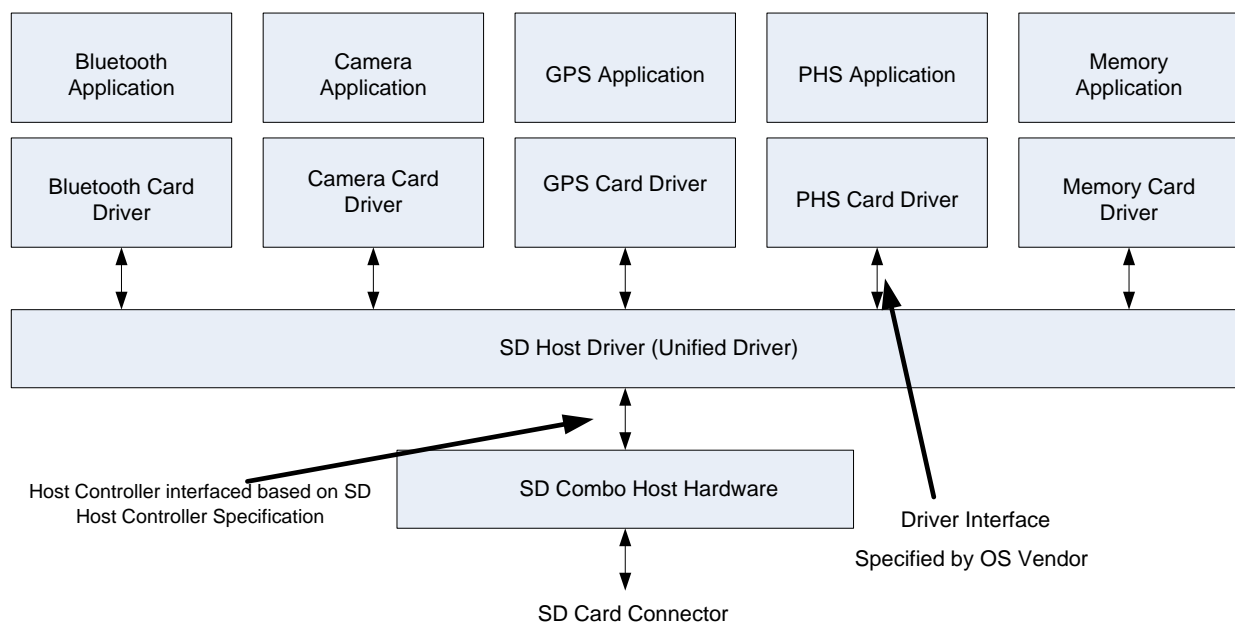 Bluetooth
Application
Camera
Application
GPS Application
PHS Application
Memory
Application
Bluetooth Card
Driver
Camera Card
Driver
GPS Card Driver
PHS Card Driver
Memory Card
Driver
SD Host Driver (Unified Driver)
Host Controller interfaced based on SD
Host Controller Specification
SD Combo Host Hardware
Driver Interface
Specified by OS Vendor
SD Card Connector